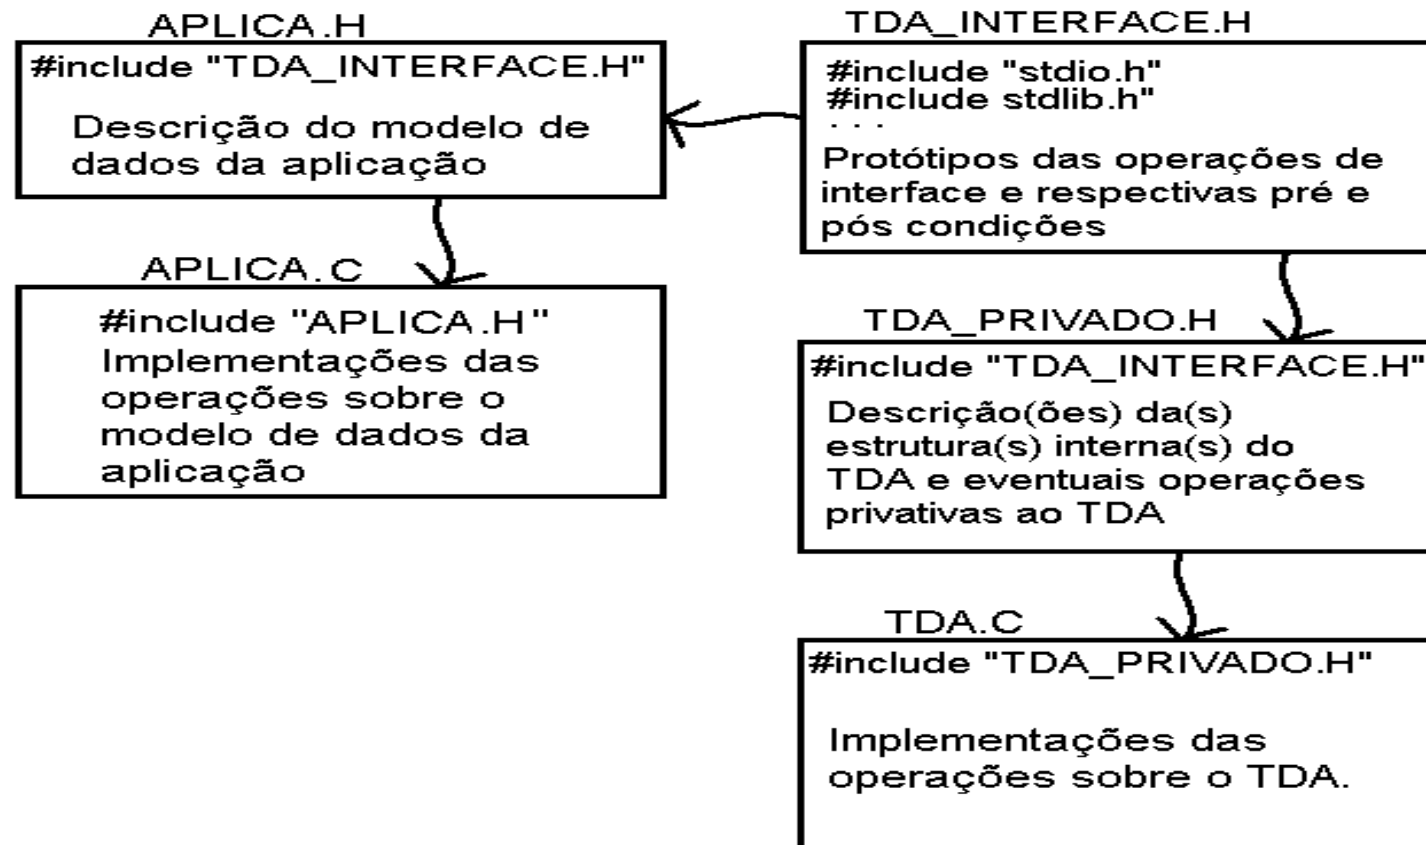 APLICA.H
#include "TDA_INTERFACE.H"
Descrição do modelo de
dados da aplicação
APLICA.C
#include "APLICA.H"
Implementações das
operações sobre o
modelo de dados da
aplicação
TDA_INTERFACE.H
#include "stdio.h"
#include stdlib.h"
. . .
Protótipos das operações de
interface e respectivas pré e
pós condições
TDA_PRIVADO.H
#include "TDA_INTERFACE.H"
Descrição(ões) da(s)
estrutura(s) interna(s) do
TDA e eventuais operações
privativas ao TDA
TDA.C
#include "TDA_PRIVADO.H"
Implementações das
operações sobre o TDA.